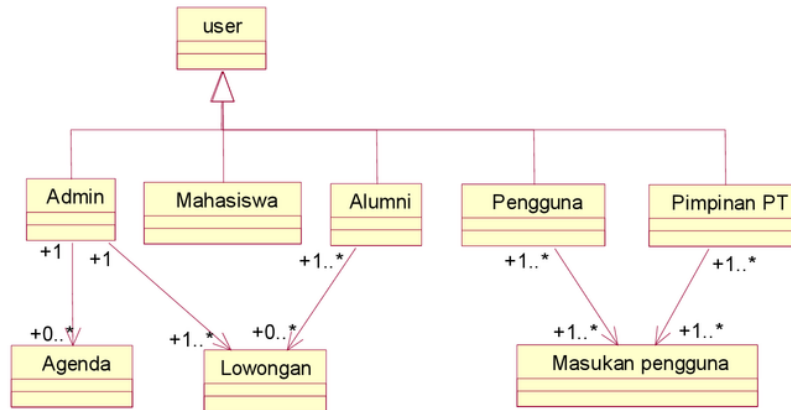 user
Admin
Mahasiswa
Alumni
Pengguna
Pimpinan PT
+1
+1
+1..*
+1..*
+1..*
+0..*
+1..*
+0..*
+1..*
+1..*
Agenda
Lowongan
Masukan pengguna